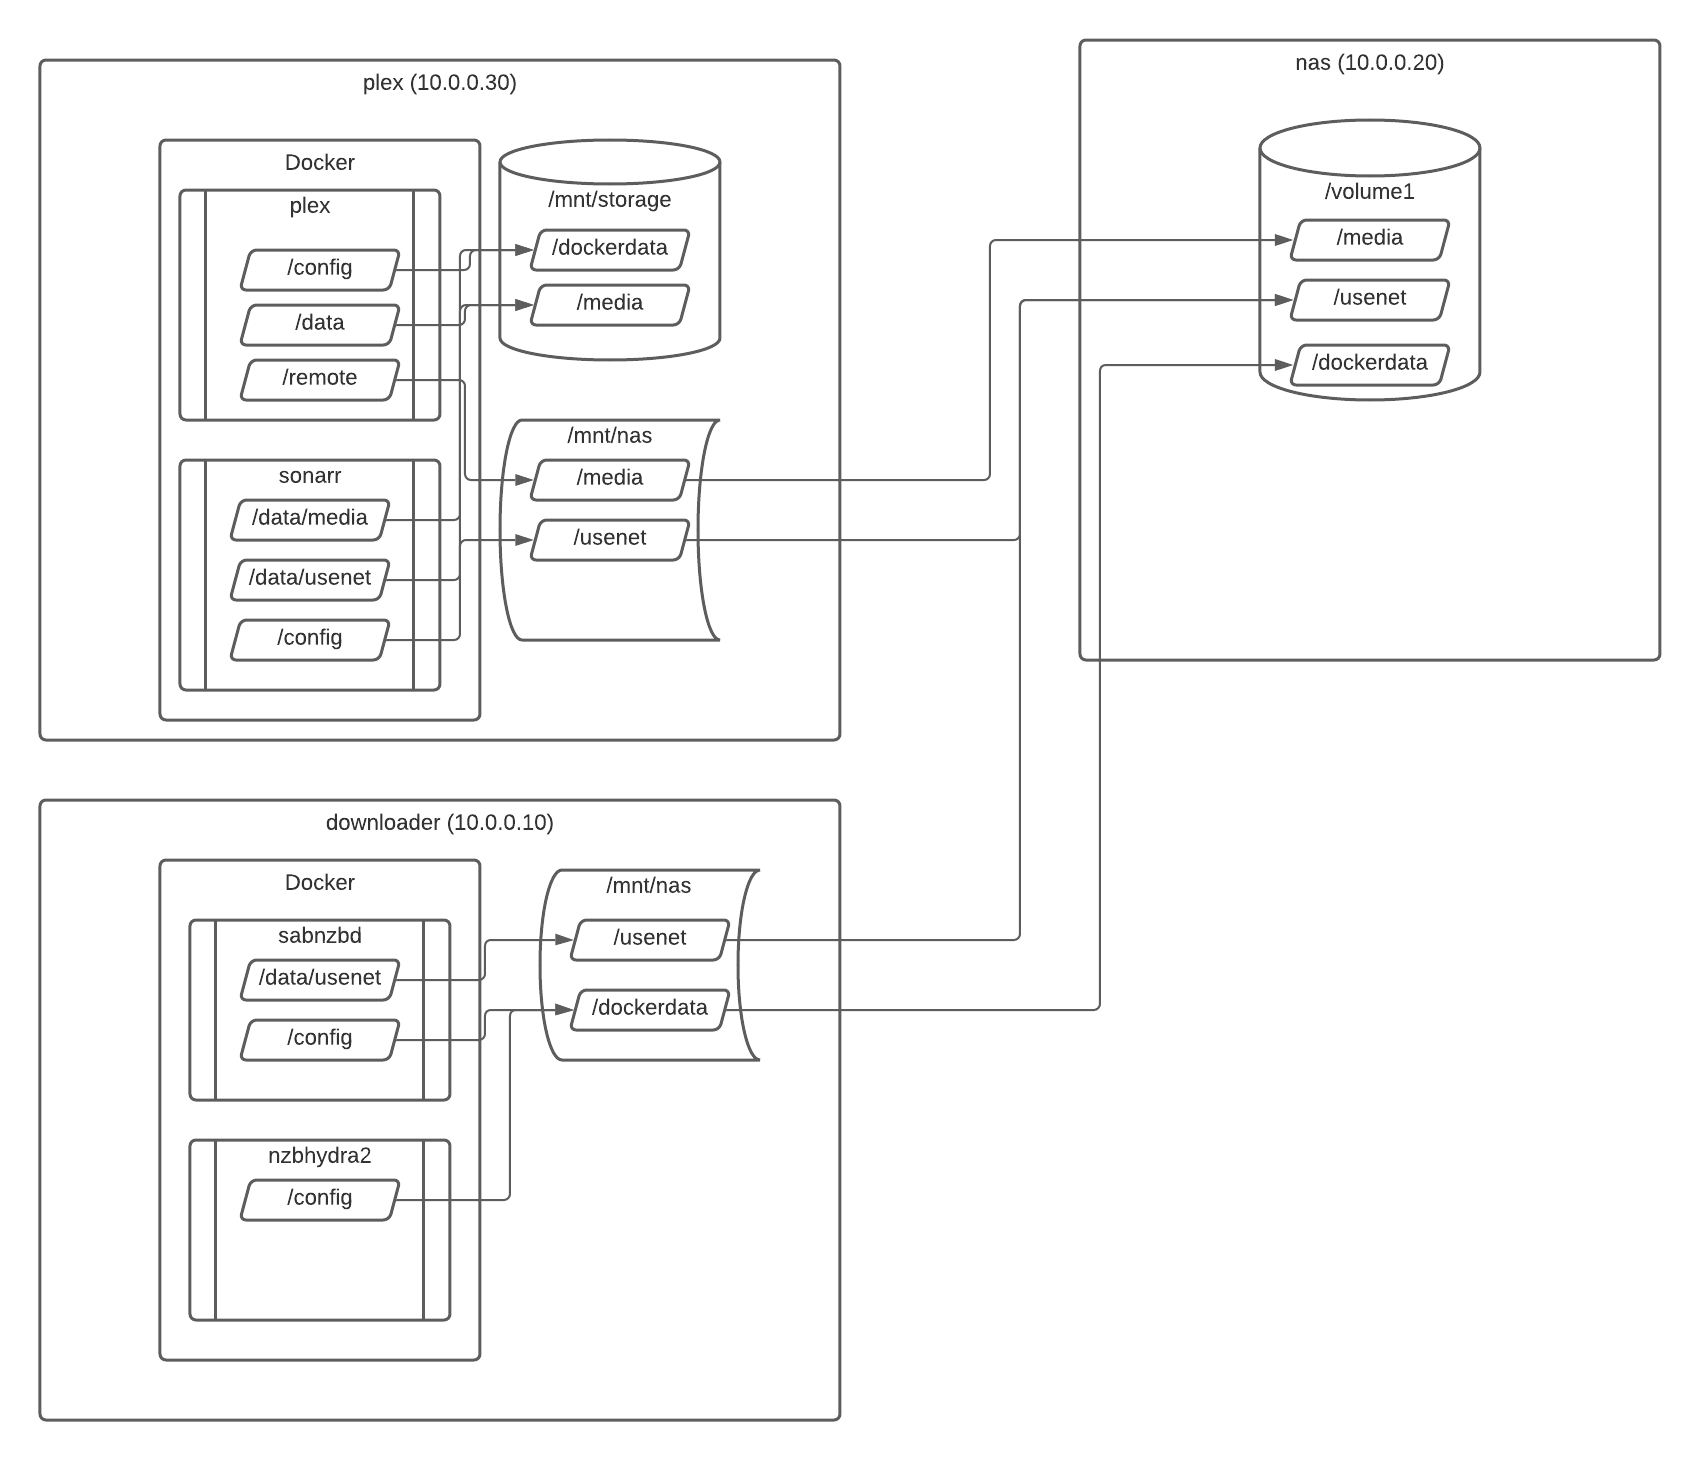 plex (10.0.0.30)
Docker
plex
/config
/data
/remote
sonarr
/data/media
/data/usenet
/config
/mnt/storage
/dockerdata
/media
/mnt/nas
/media
/usenet
nas (10.0.0.20)
/volume1
/media
/usenet
/dockerdata
downloader (10.0.0.10)
Docker
sabnzbd
/data/usenet
/config
nzbhydra2
/config
/mnt/nas
/usenet
/dockerdata